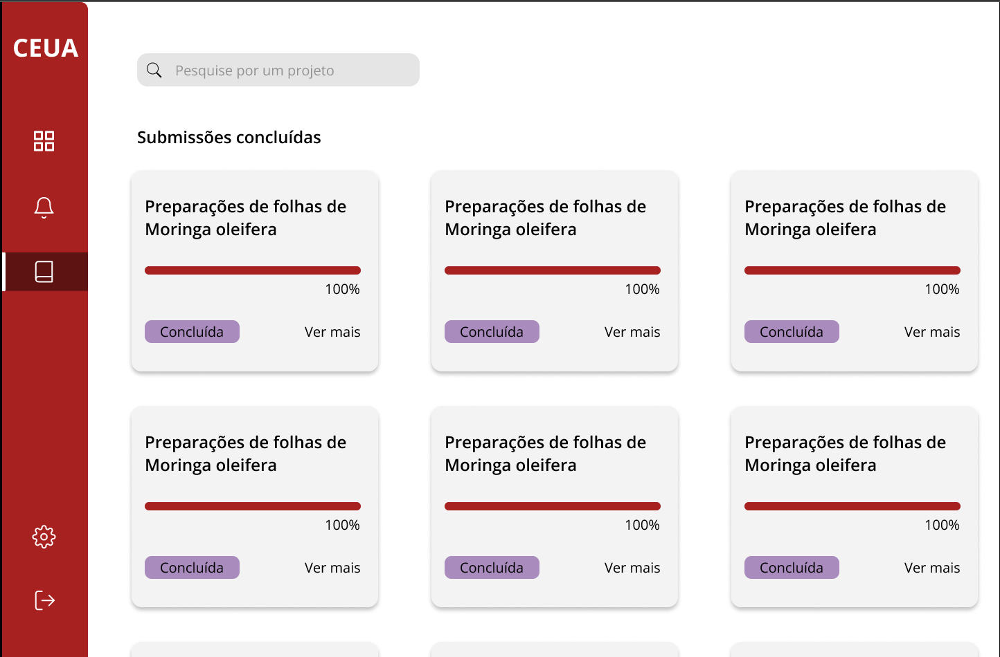 CEUA
Pesquise por um projeto
Submissões concluídas
Preparações de folhas de
Moringa oleifera
100%
Concluída
Ver mais
Preparações de folhas de
Moringa oleifera
100%
Concluída
Ver mais
Preparações de folhas de
Moringa oleifera
100%
Concluída
Ver mais
Preparações de folhas de
Moringa oleifera
100%
Concluída
Ver mais
Preparações de folhas de
Moringa oleifera
100%
Concluída
Ver mais
Preparações de folhas de
Moringa oleifera
100%
Concluída
Ver mais